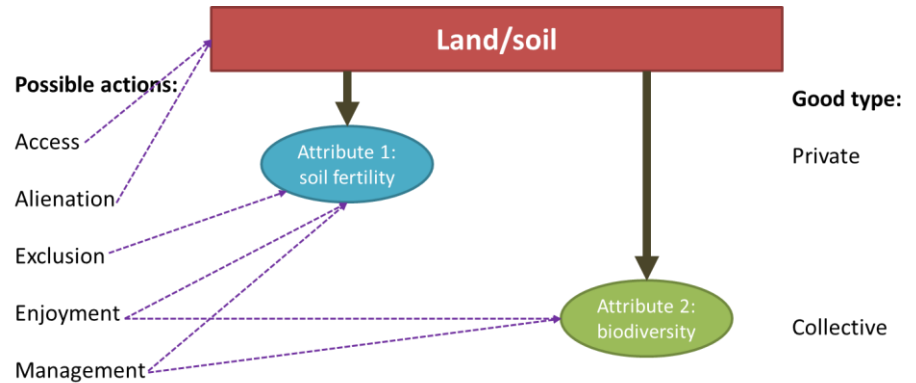 Land/soil
Possible actions:
Good type:
Access
Attribute 1:
soil fertility
Private
Alienation
Exclusion
Enjoyment
Attribute 2:
biodiversity
Collective
Management